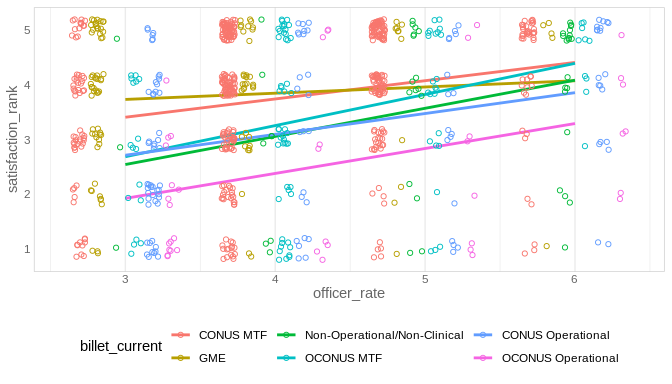 satisfaction_rank
5
4
3
2
1
3
4
5
6
officer_rate
billet_current
CONUS MTF
Non-Operational/Non-Clinical
CONUS Operational
GME
OCONUS MTF
OCONUS Operational